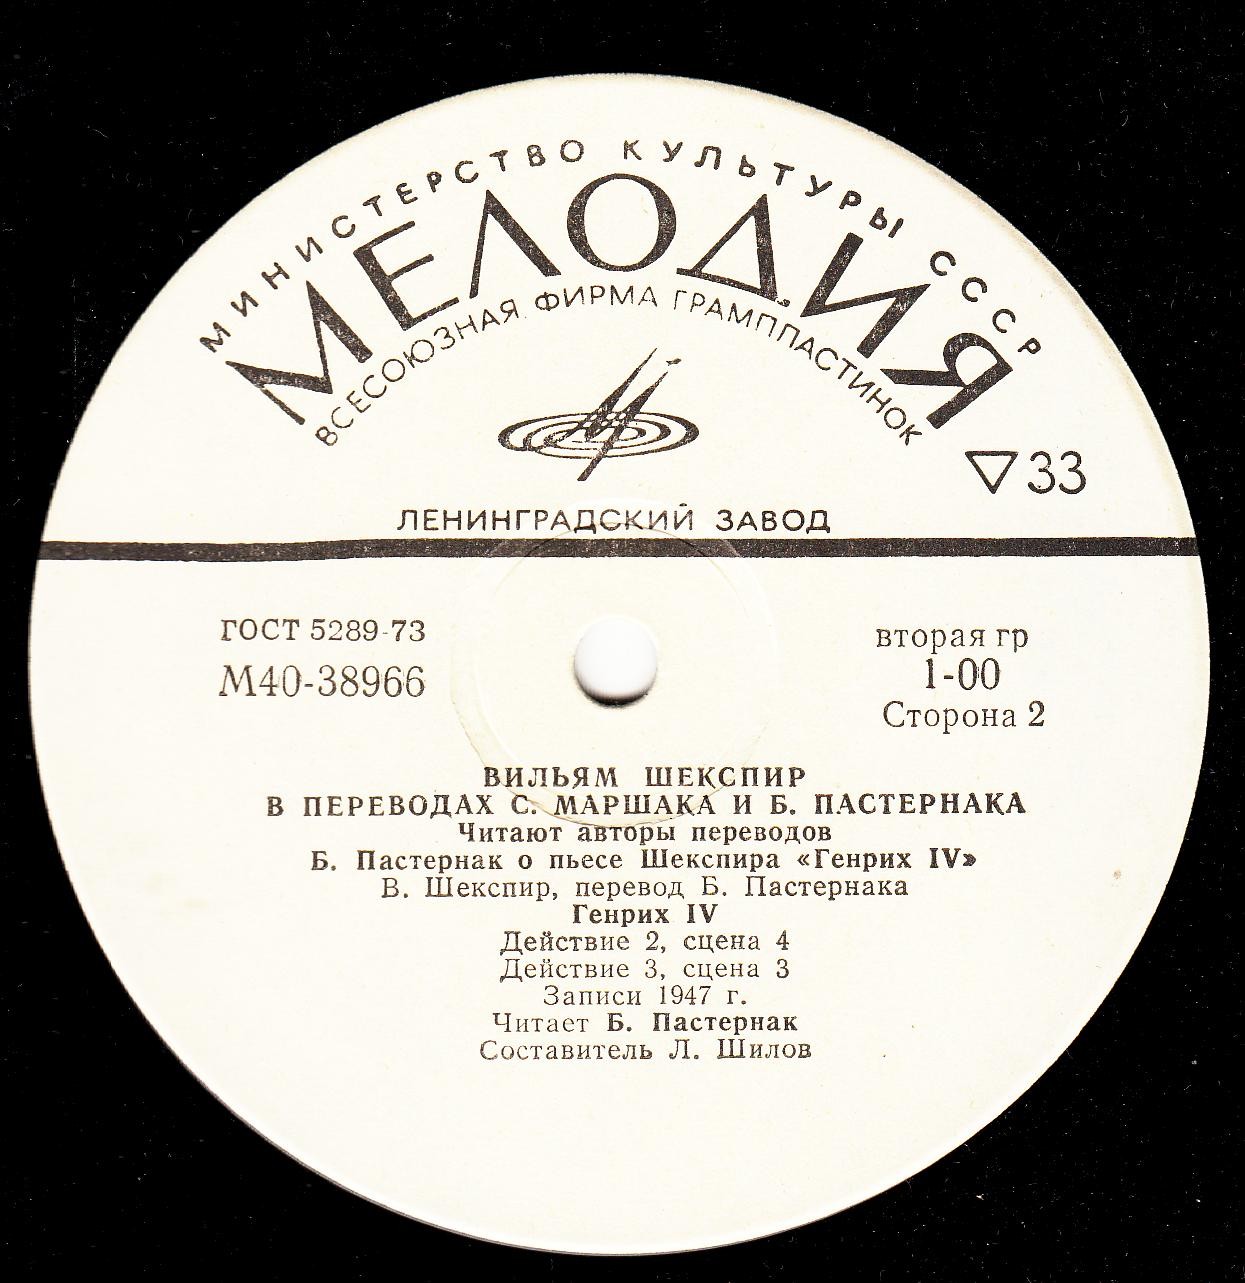 МИНИСТЕРСТВО КУЛЬТУРЫ СССР
МЕЛОДИЯ
ВСЕСОЮЗНАЯ ФИРМА ГРАМПЛАСТИНОК
33
ЛЕНИНГРАДСКИЙ ЗАВОД
ГОСТ 5289-73
М40-38966
вторая гр
1-00
Сторона 2
ВИЛЬЯМ ШЕКСПИР
В ПЕРЕВОДАХ С. МАРШАКА И Б. ПАСТЕРНАКА
Читают авторы переводов
Б. Пастернак о пьесе Шекспира «Генрих IV»
В. Шекспир, перевод Б. Пастернака
Генрих IV
Действие 2, сцена 4
Действие 3, сцена 3
Записи 1947 г.
Читает Б. Пастернак
Составитель Л. Шилов